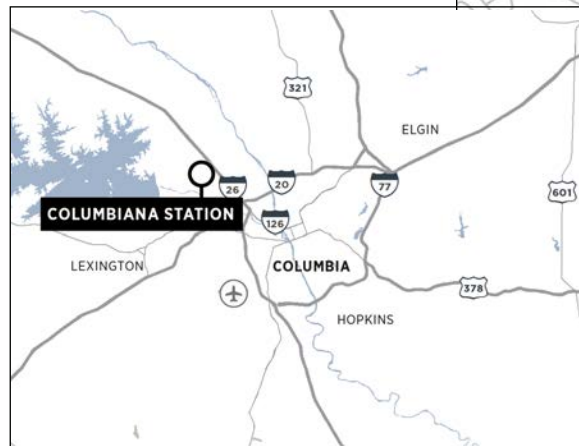 321
ELGIN
26
20
77
601
COLUMBIANA STATION
126
LEXINGTON
COLUMBIA
378
HOPKINS